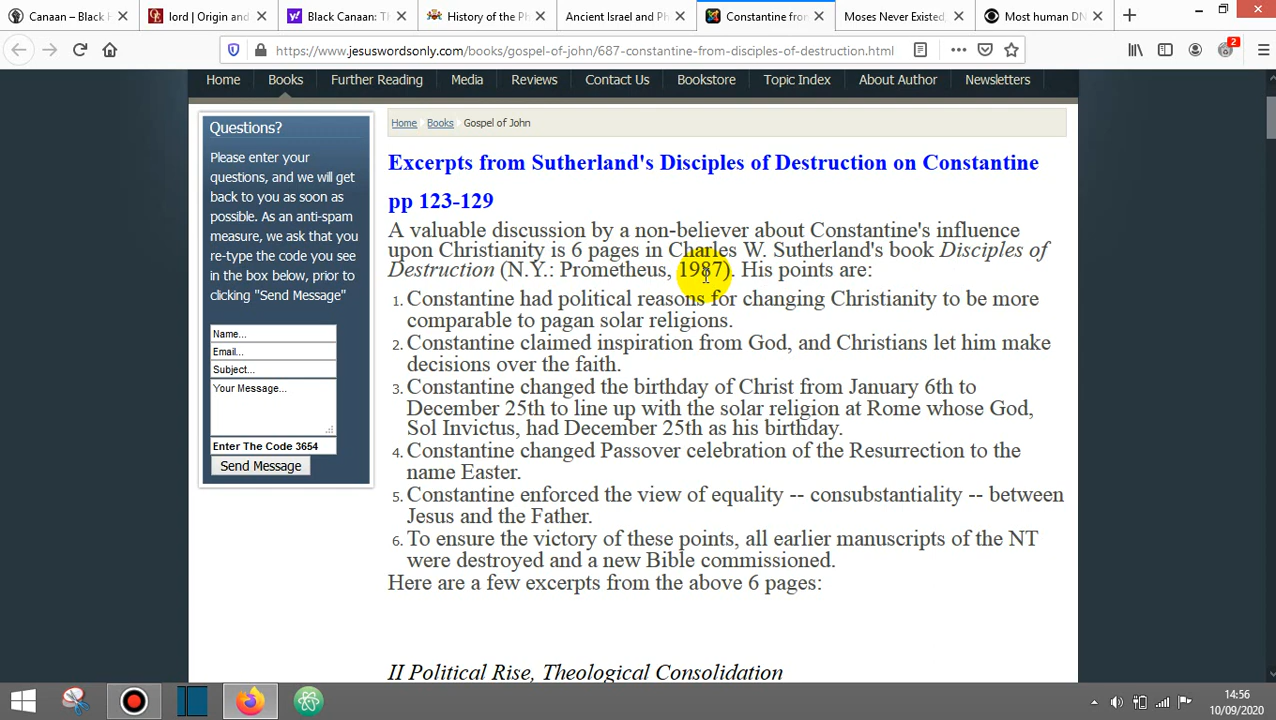 Canaan – Black H
lord | Origin and
Black Canaan: Th
History of the Ph
Ancient Israel and Ph
Constantine from
Moses Never Existed,
Most human DN
https://www.jesuswordsonly.com/books/gospel-of-john/687-constantine-from-disciples-of-destruction.html
2
Home Books Further Reading Media Reviews Contact Us Bookstore Topic Index About Author Newsletters
Questions?
Please enter your
questions, and we will get
back to you as soon as
possible. As an anti-spam
measure, we ask that you
re-type the code you see
in the box below, prior to
clicking "Send Message"
Name...
Email...
Subject...
Your Message...
Enter The Code 3654
Send Message
Home Books Gospel of John
Excerpts from Sutherland's Disciples of Destruction on Constantine
pp 123-129
A valuable discussion by a non-believer about Constantine's influence
upon Christianity is 6 pages in Charles W. Sutherland's book Disciples of
Destruction (N.Y.: Prometheus, 1987). His points are:
1. Constantine had political reasons for changing Christianity to be more
comparable to pagan solar religions.
2. Constantine claimed inspiration from God, and Christians let him make
decisions over the faith.
3. Constantine changed the birthday of Christ from January 6th to
December 25th to line up with the solar religion at Rome whose God,
Sol Invictus, had December 25th as his birthday.
4. Constantine changed Passover celebration of the Resurrection to the
name Easter.
5. Constantine enforced the view of equality -- consubstantiality -- between
Jesus and the Father.
6. To ensure the victory of these points, all earlier manuscripts of the NT
were destroyed and a new Bible commissioned.
Here are a few excerpts from the above 6 pages:
II Political Rise, Theological Consolidation
14:56
10/09/2020